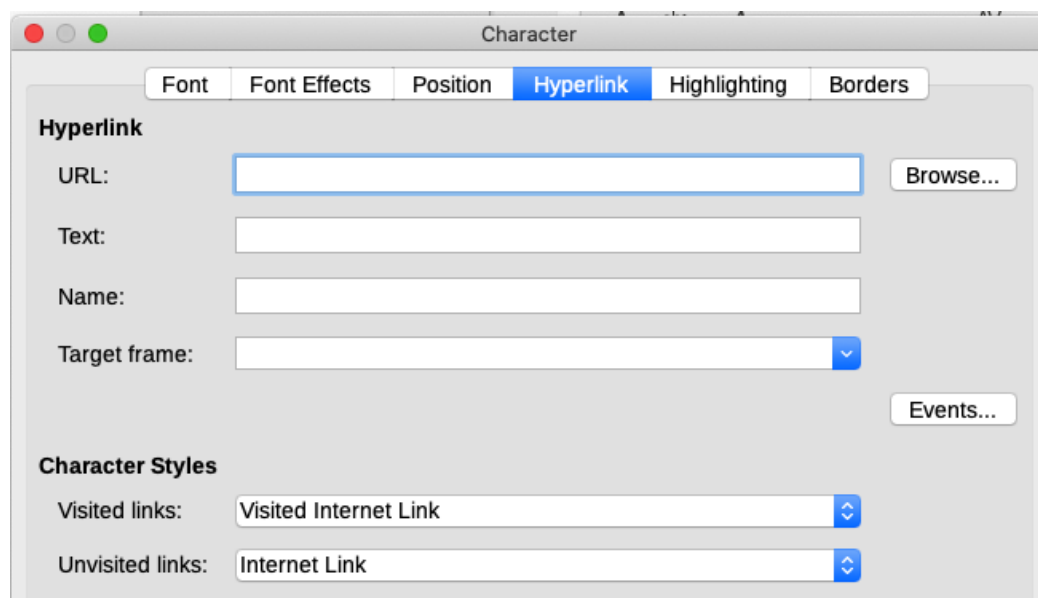 Character
Font Font Effects Position Hyperlink Highlighting Borders
Hyperlink
URL: Browse...
Text:
Name:
Target frame:
Events...
Character Styles
Visited links: Visited Internet Link
Unvisited links: Internet Link